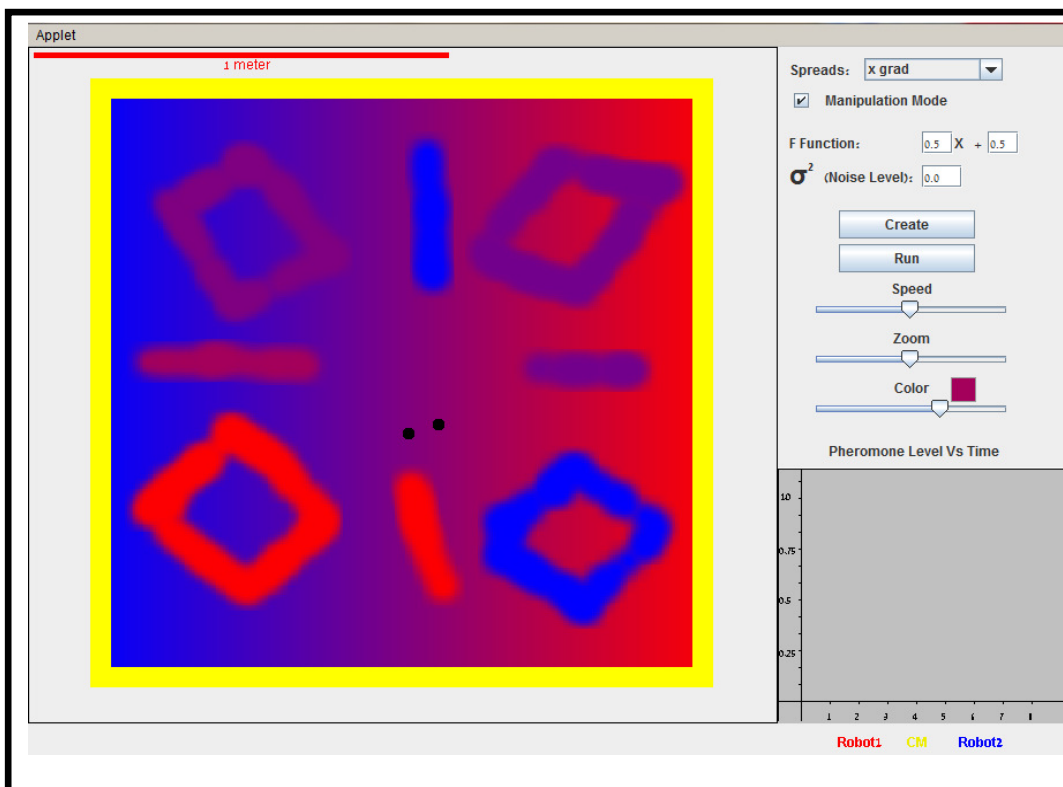 Applet
1 meter
Spreads: x grad
Manipulation Mode
F Function: 0.5 X + 0.5
σ² (Noise Level): 0.0
Create
Run
Speed
Zoom
Color
Pheromone Level Vs Time
1.0
0.75
0.5
0.25
1 2 3 4 5 6 7 8
Robot1 CM Robot2